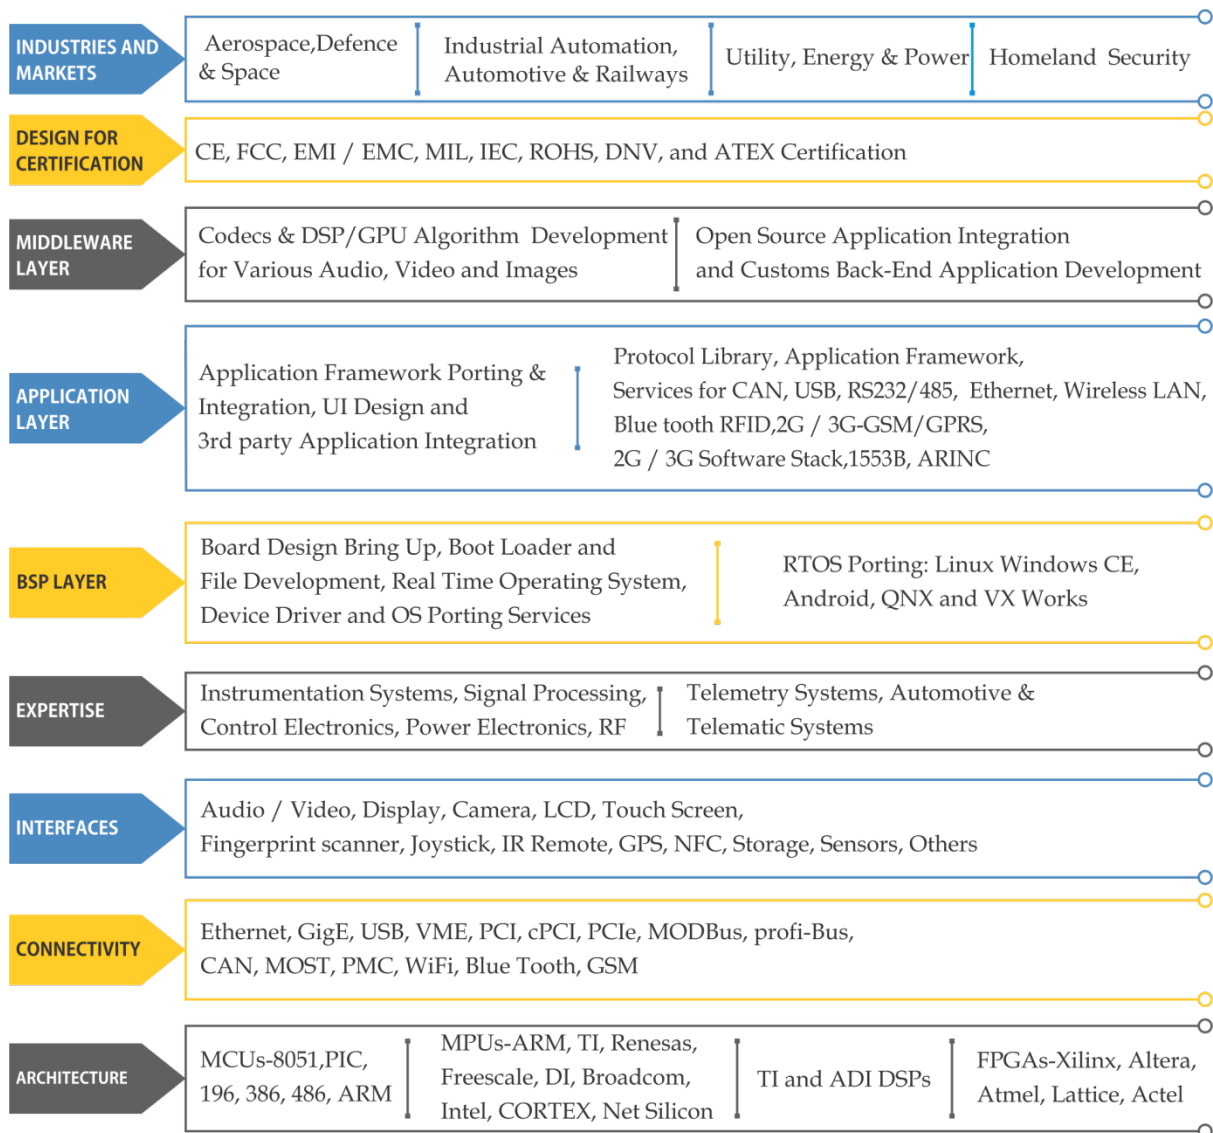 INDUSTRIES AND
MARKETS
Aerospace,Defence
& Space
Industrial Automation,
Automotive & Railways
Utility, Energy & Power
Homeland Security
DESIGN FOR
CERTIFICATION
CE, FCC, EMI / EMC, MIL, IEC, ROHS, DNV, and ATEX Certification
MIDDLEWARE
LAYER
Codecs & DSP/GPU Algorithm Development
for Various Audio, Video and Images
Open Source Application Integration
and Customs Back-End Application Development
APPLICATION
LAYER
Application Framework Porting &
Integration, UI Design and
3rd party Application Integration
Protocol Library, Application Framework,
Services for CAN, USB, RS232/485, Ethernet, Wireless LAN,
Blue tooth RFID,2G / 3G-GSM/GPRS,
2G / 3G Software Stack,1553B, ARINC
BSP LAYER
Board Design Bring Up, Boot Loader and
File Development, Real Time Operating System,
Device Driver and OS Porting Services
RTOS Porting: Linux Windows CE,
Android, QNX and VX Works
EXPERTISE
Instrumentation Systems, Signal Processing,
Control Electronics, Power Electronics, RF
Telemetry Systems, Automotive &
Telematic Systems
INTERFACES
Audio / Video, Display, Camera, LCD, Touch Screen,
Fingerprint scanner, Joystick, IR Remote, GPS, NFC, Storage, Sensors, Others
CONNECTIVITY
Ethernet, GigE, USB, VME, PCI, cPCI, PCIe, MODBus, profi-Bus,
CAN, MOST, PMC, WiFi, Blue Tooth, GSM
ARCHITECTURE
MCUs-8051,PIC,
196, 386, 486, ARM
MPUs-ARM, TI, Renesas,
Freescale, DI, Broadcom,
Intel, CORTEX, Net Silicon
TI and ADI DSPs
FPGAs-Xilinx, Altera,
Atmel, Lattice, Actel